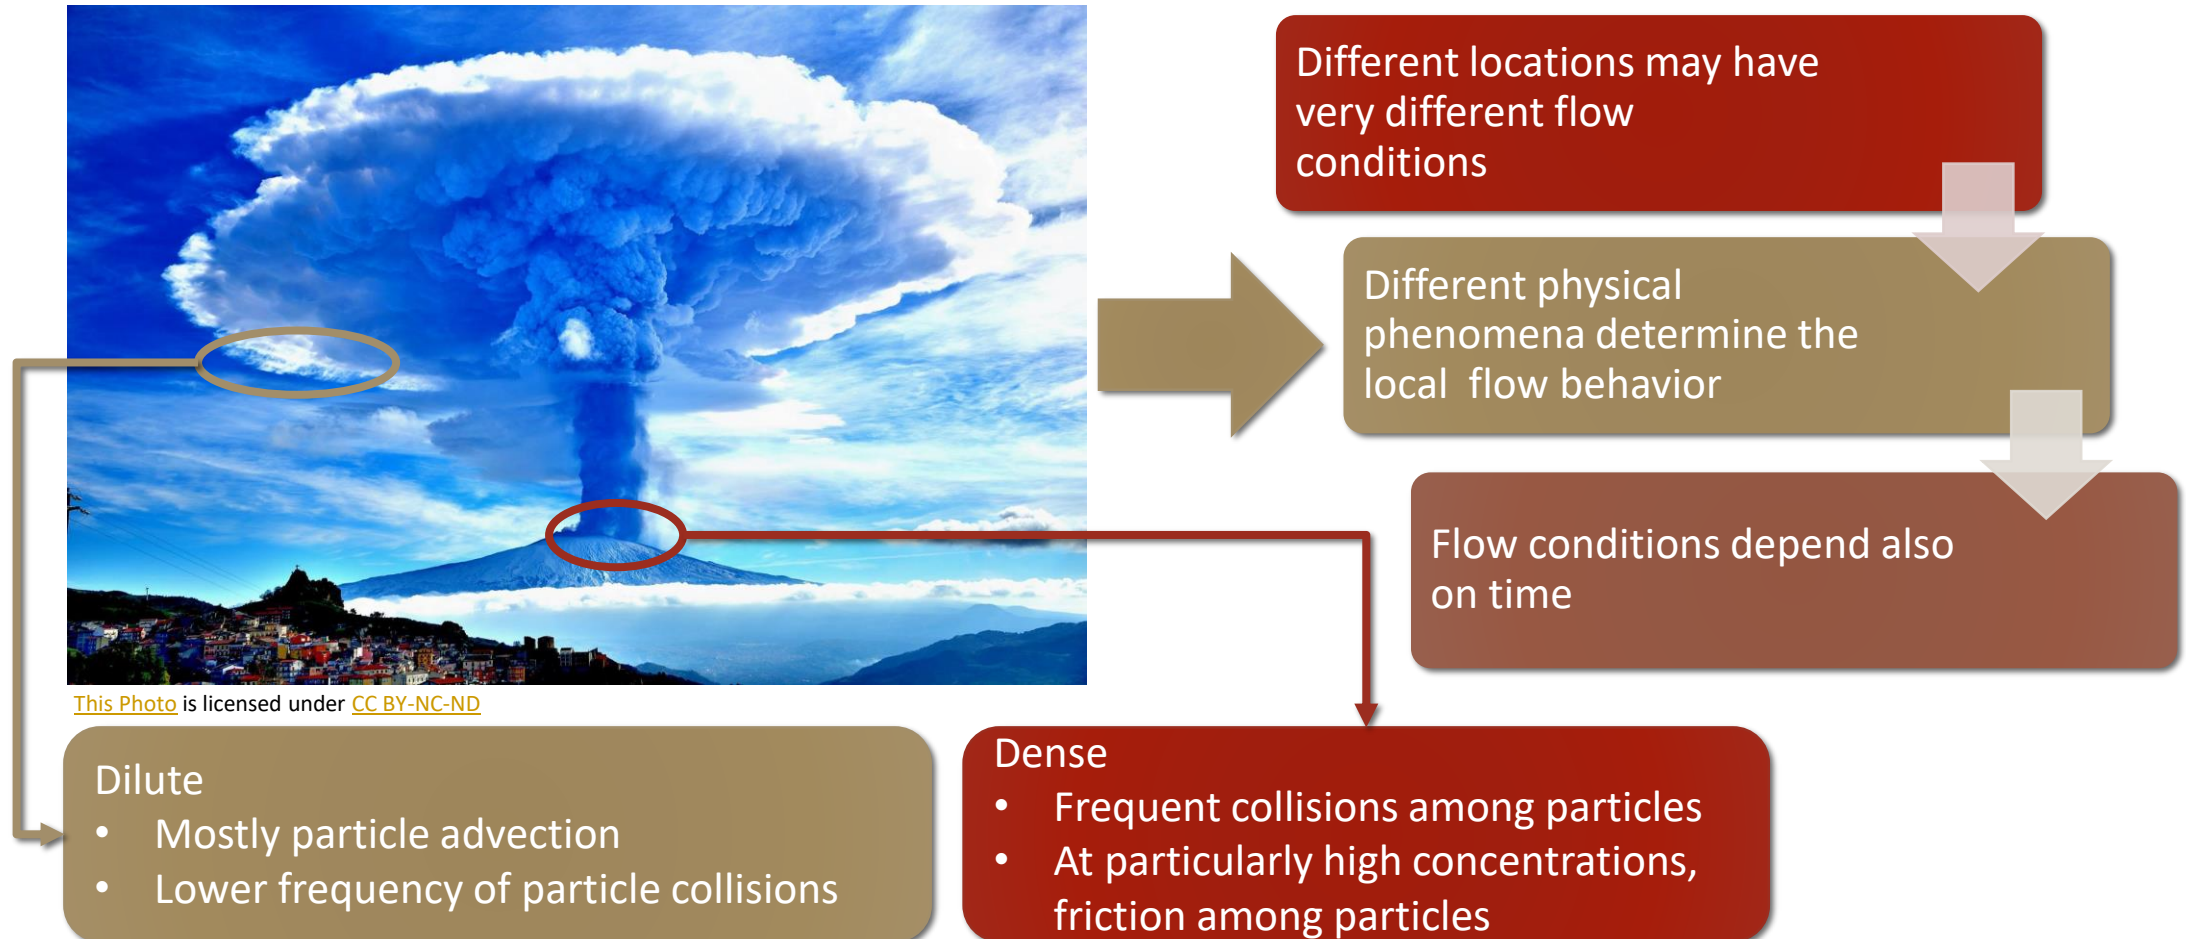 Different locations may have
very different flow
conditions
Different physical
phenomena determine the
local flow behavior
Flow conditions depend also
on time
This Photo is licensed under CC BY-NC-ND
Dilute
• Mostly particle advection
• Lower frequency of particle collisions
Dense
• Frequent collisions among particles
• At particularly high concentrations,
friction among particles